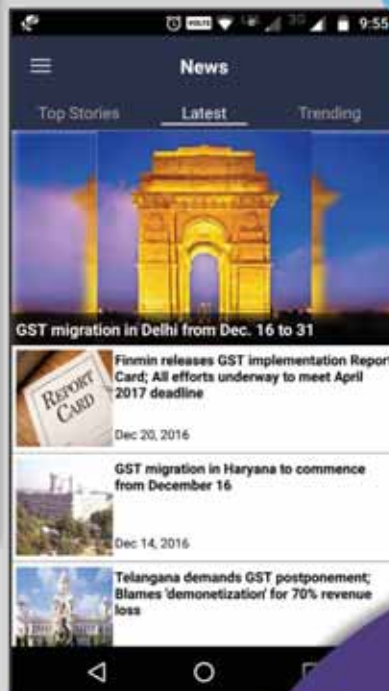 VOLTE LTE 3G 9:55
News
Top Stories Latest Trending
GST migration in Delhi from Dec. 16 to 31
REPORT
CARD
Finmin releases GST implementation Report
Card; All efforts underway to meet April
2017 deadline
Dec 20, 2016
GST migration in Haryana to commence
from December 16
Dec 14, 2016
Telangana demands GST postponement;
Blames 'demonetization' for 70% revenue
loss